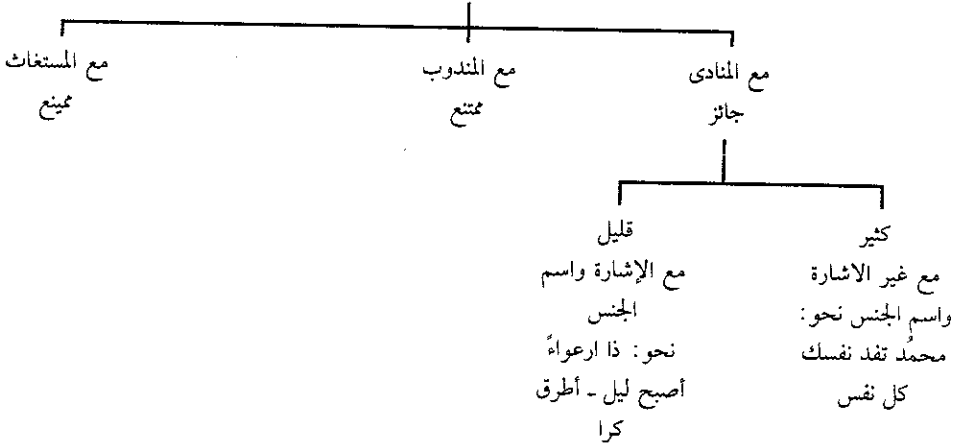 مع المنادى
جائز
مع المندوب
ممتنع
مع المستغاث
ممينع
كثير
مع غير الاشارة
واسم الجنس نحو:
محمدُ تفد نفسك
كل نفس
قليل
مع الإشارة واسم
الجنس
نحو: ذا ارعواءً
أصبح ليل ـ أطرق
كرا